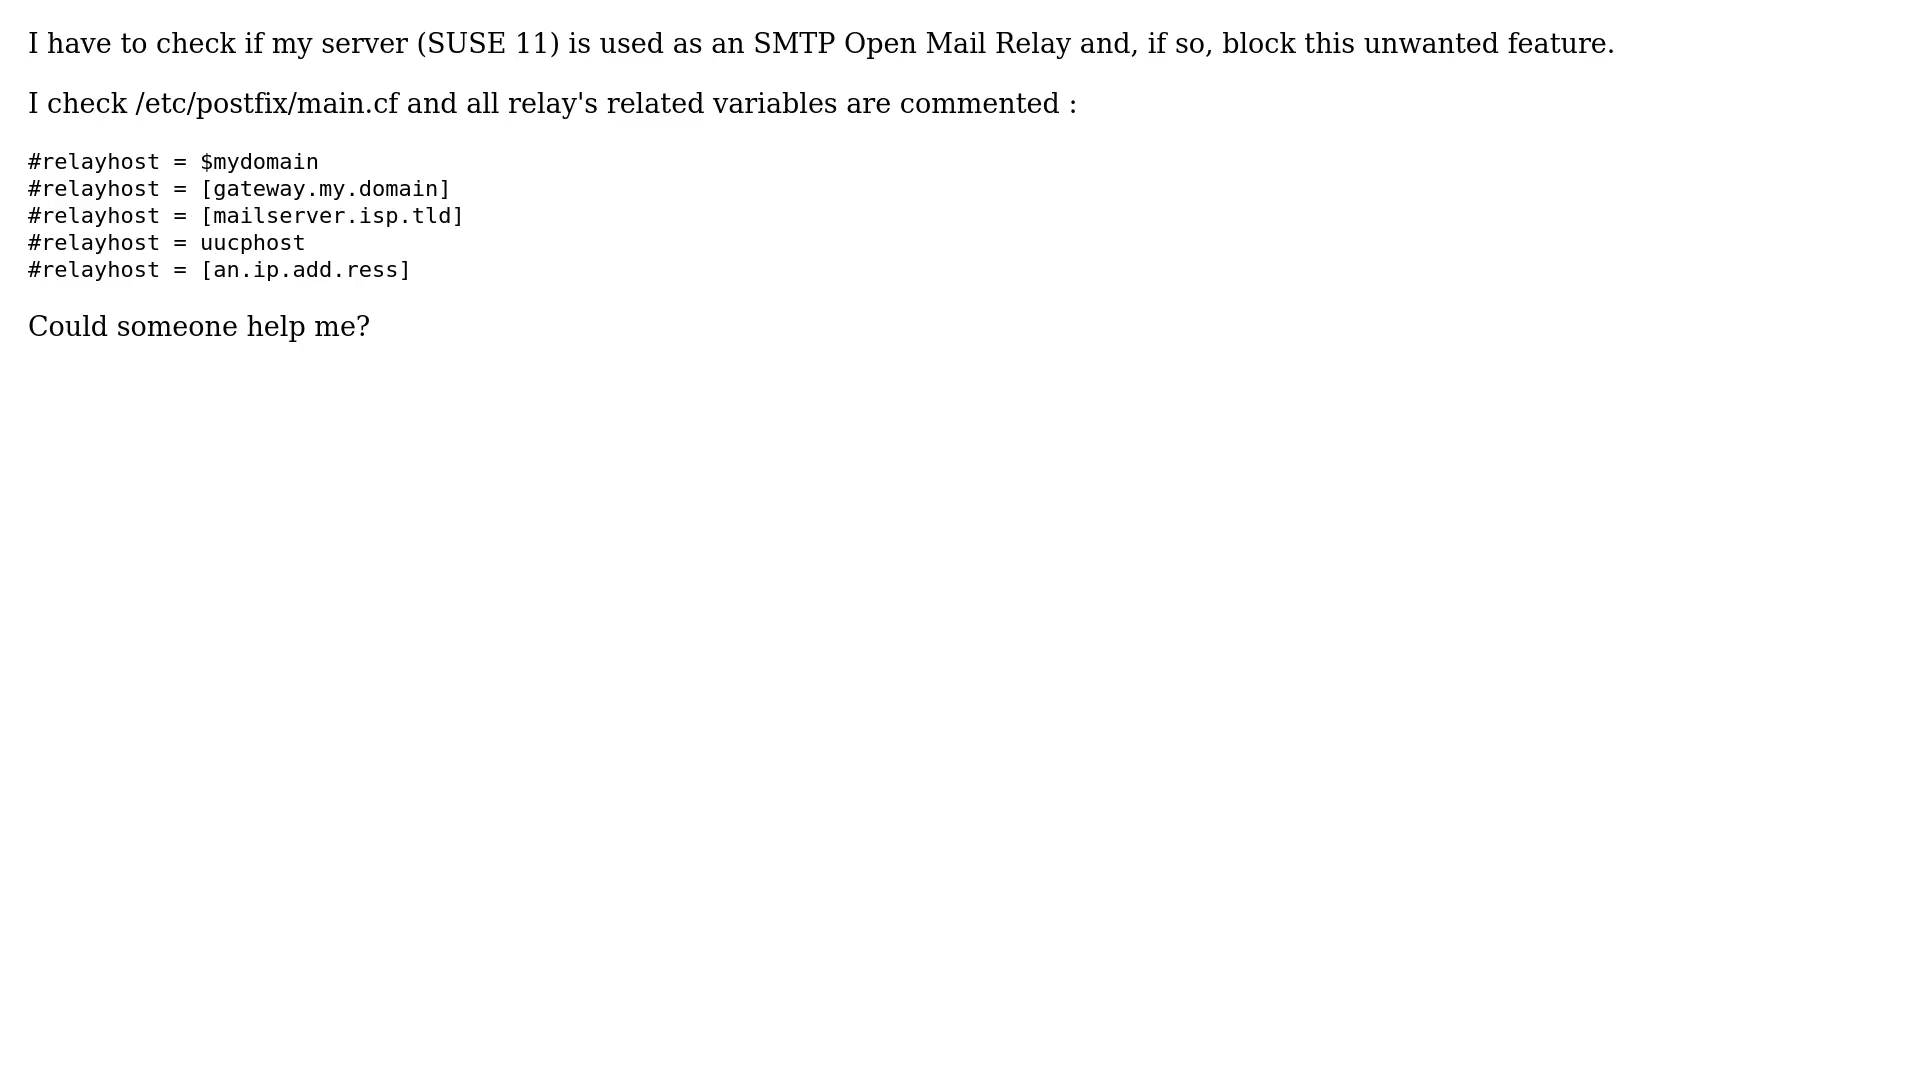 I have to check if my server (SUSE 11) is used as an SMTP Open Mail Relay and, if so, block this unwanted feature.
I check /etc/postfix/main.cf and all relay's related variables are commented :
#relayhost = $mydomain
#relayhost = [gateway.my.domain]
#relayhost = [mailserver.isp.tld]
#relayhost = uucphost
#relayhost = [an.ip.add.ress]
Could someone help me?